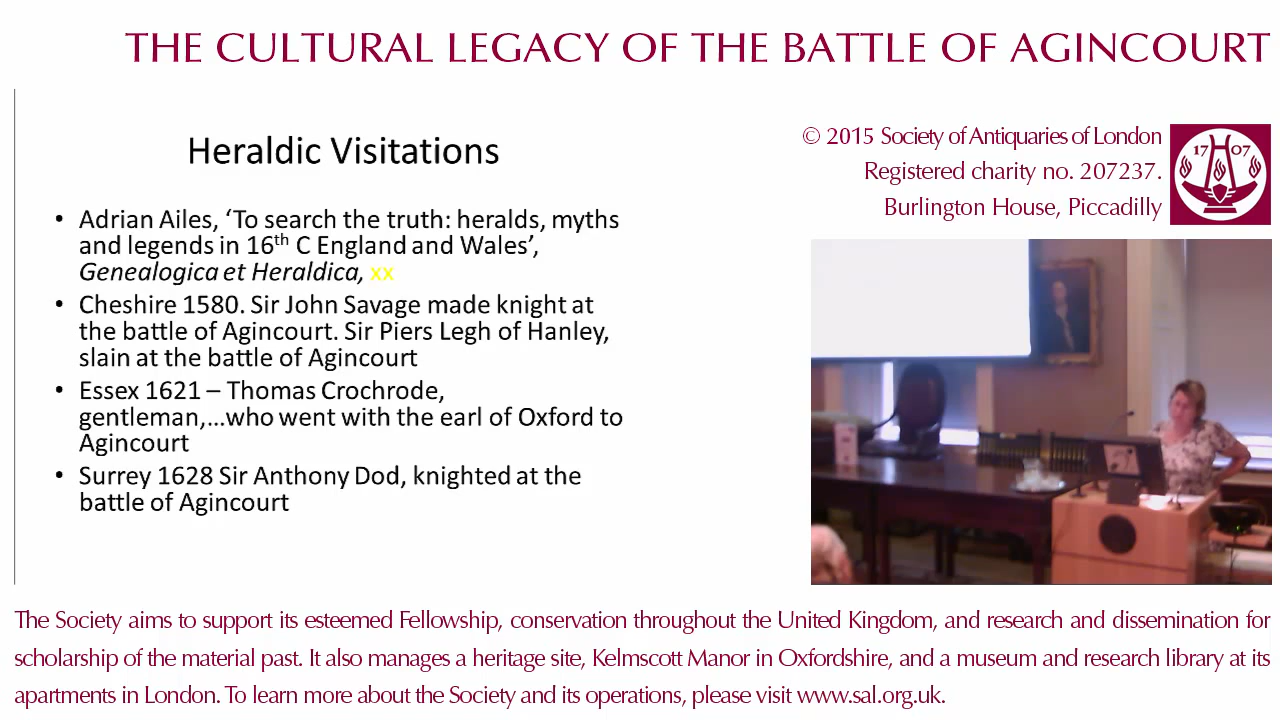 THE CULTURAL LEGACY OF THE BATTLE OF AGINCOURT
Heraldic Visitations
• Adrian Ailes, ‘To search the truth: heralds, myths
and legends in 16th C England and Wales’,
Genealogica et Heraldica, xx
• Cheshire 1580. Sir John Savage made knight at
the battle of Agincourt. Sir Piers Legh of Hanley,
slain at the battle of Agincourt
• Essex 1621 – Thomas Crochrode,
gentleman,...who went with the earl of Oxford to
Agincourt
• Surrey 1628 Sir Anthony Dod, knighted at the
battle of Agincourt
© 2015 Society of Antiquaries of London
Registered charity no. 207237.
Burlington House, Piccadilly
17 07
The Society aims to support its esteemed Fellowship, conservation throughout the United Kingdom, and research and dissemination for
scholarship of the material past. It also manages a heritage site, Kelmscott Manor in Oxfordshire, and a museum and research library at its
apartments in London. To learn more about the Society and its operations, please visit www.sal.org.uk.